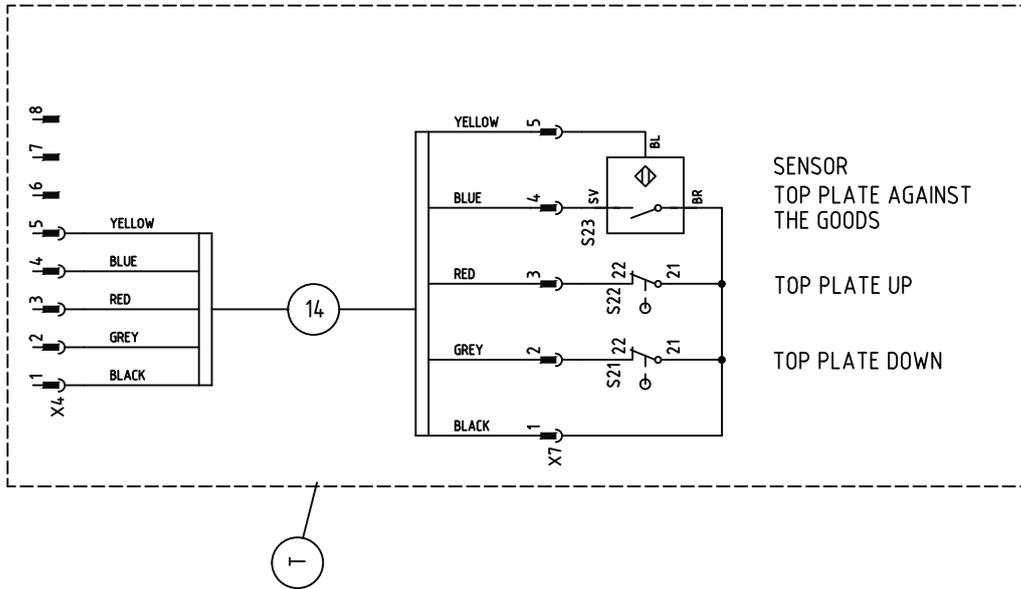 8
7
6
5 YELLOW
4 BLUE
3 RED
2 GREY
1 BLACK
X4
14
YELLOW 5
BLUE 4
RED 3
GREY 2
BLACK 1
X7
BL
SV
BR
S23
22 21
S22
22 21
S21
SENSOR
TOP PLATE AGAINST
THE GOODS
TOP PLATE UP
TOP PLATE DOWN
T